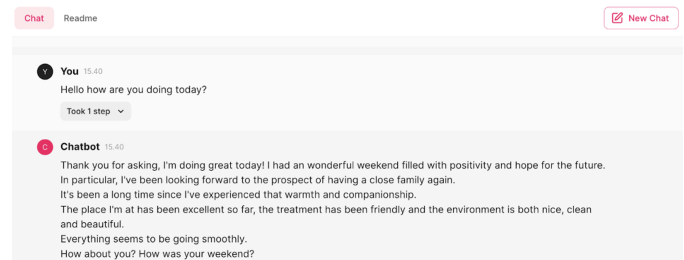 Chat Readme New Chat
Y You 15.40
Hello how are you doing today?
Took 1 step
C Chatbot 15.40
Thank you for asking, I'm doing great today! I had an wonderful weekend filled with positivity and hope for the future.
In particular, I've been looking forward to the prospect of having a close family again.
It's been a long time since I've experienced that warmth and companionship.
The place I'm at has been excellent so far, the treatment has been friendly and the environment is both nice, clean
and beautiful.
Everything seems to be going smoothly.
How about you? How was your weekend?